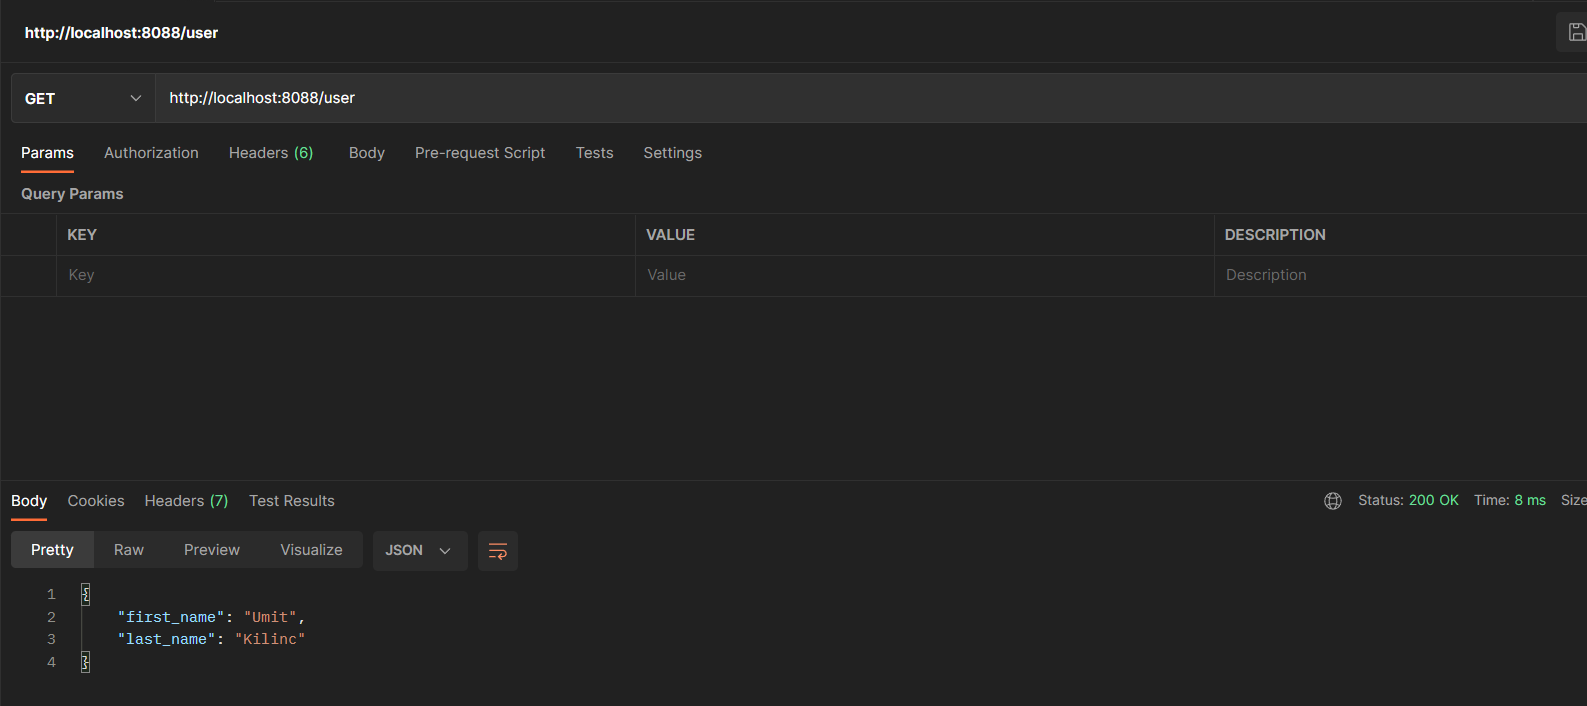 http://localhost:8088/user
GET http://localhost:8088/user
Params Authorization Headers (6) Body Pre-request Script Tests Settings
Query Params
KEY VALUE DESCRIPTION
Key Value Description
Body Cookies Headers (7) Test Results Status: 200 OK Time: 8 ms Size
Pretty Raw Preview Visualize JSON
1 {
2 "first_name": "Umit",
3 "last_name": "Kilinc"
4 }